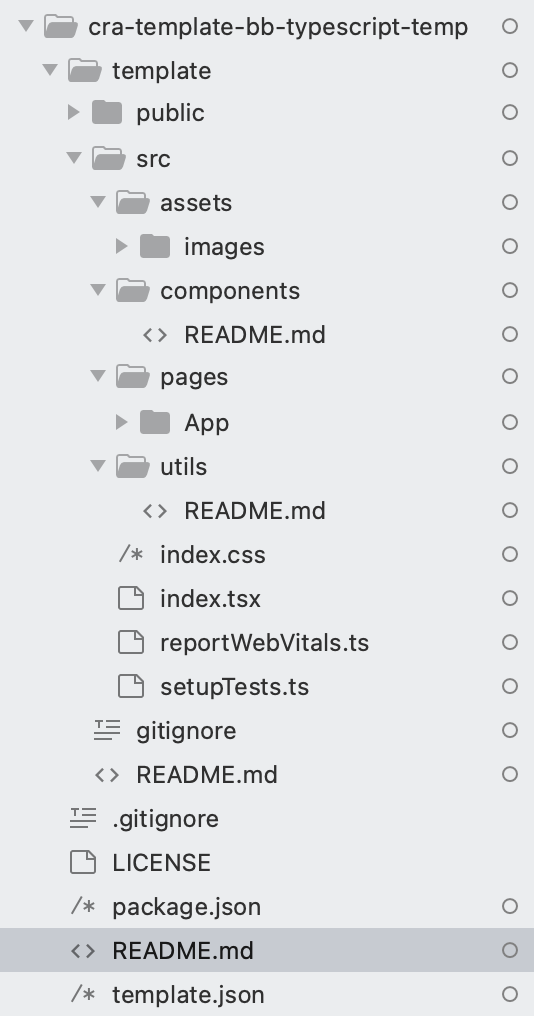 cra-template-bb-typescript-temp
template
public
src
assets
images
components
README.md
pages
App
utils
README.md
index.css
index.tsx
reportWebVitals.ts
setupTests.ts
gitignore
README.md
.gitignore
LICENSE
package.json
README.md
template.json